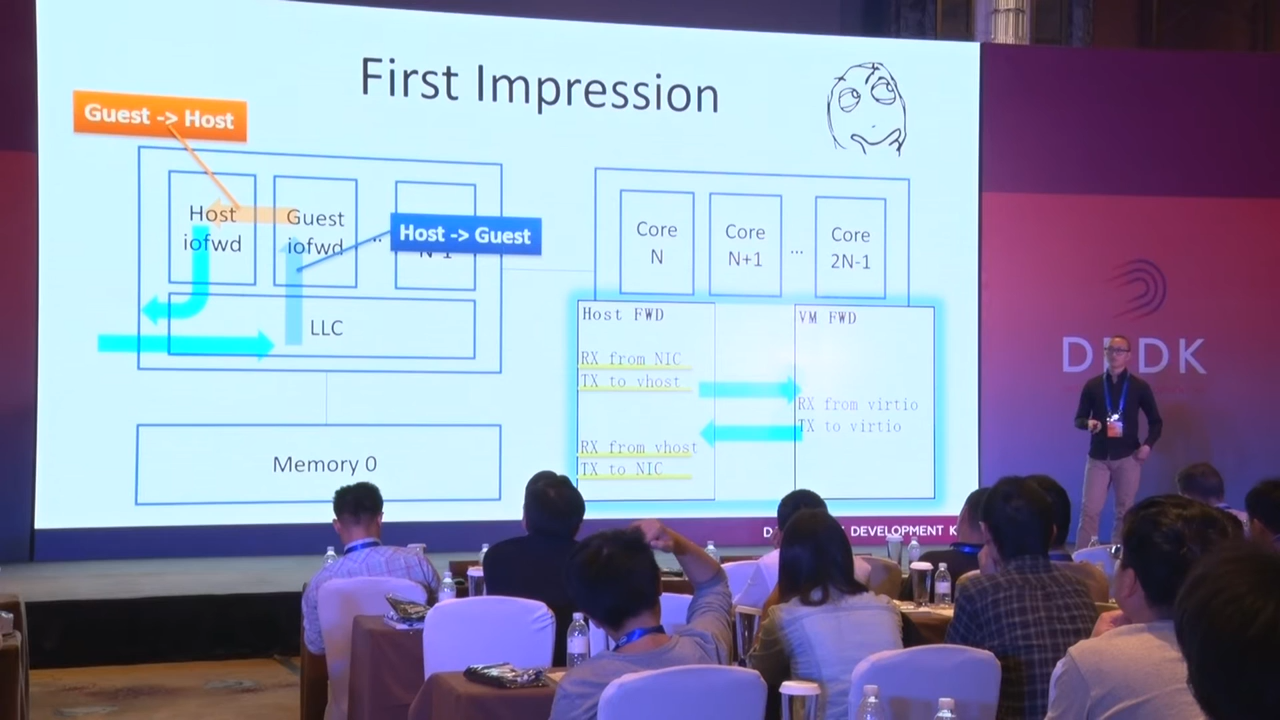 First Impression
Guest -> Host
Host
iofwd
Guest
iofwd
..
Host -> Guest
N-1
LLC
Memory 0
Core
N
Core
N+1
...
Core
2N-1
Host FWD
RX from NIC
TX to vhost
RX from vhost
TX to NIC
VM FWD
RX from virtio
TX to virtio
DPDK
DEVELOPMENT K